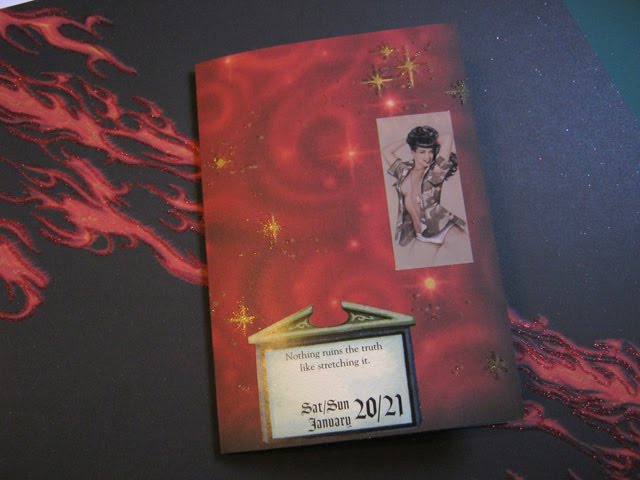 Nothing ruins the truth
like stretching it.
Sat/Sun 20/21
January